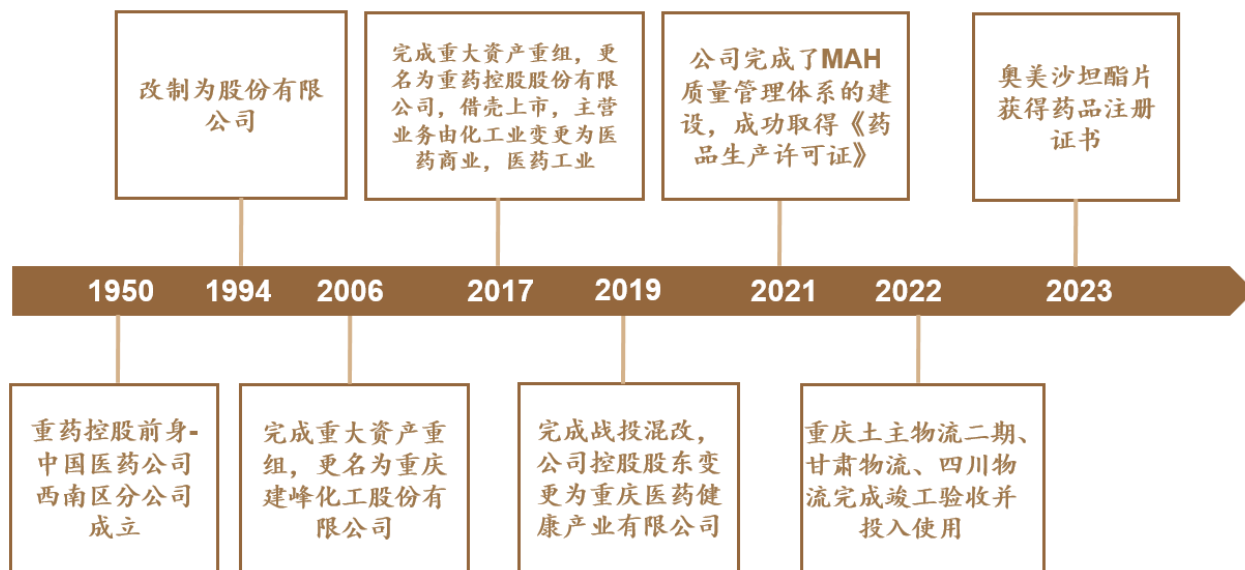 改制为股份有限
公司
完成重大资产重组，更
名为重药控股股份有限
公司，借壳上市，主营
业务由化工业变更为医
药商业，医药工业
公司完成了MAH
质量管理体系的建
设，成功取得《药
品生产许可证》
奥美沙坦酯片
获得药品注册
证书
1950 1994 2006 2017 2019 2021 2022 2023
重药控股前身-
中国医药公司
西南区分公司
成立
完成重大资产重
组，更名为重庆
建峰化工股份有
限公司
完成战投混改，
公司控股股东变
更为重庆医药健
康产业有限公司
重庆土主物流二期、
甘肃物流、四川物
流完成竣工验收并
投入使用